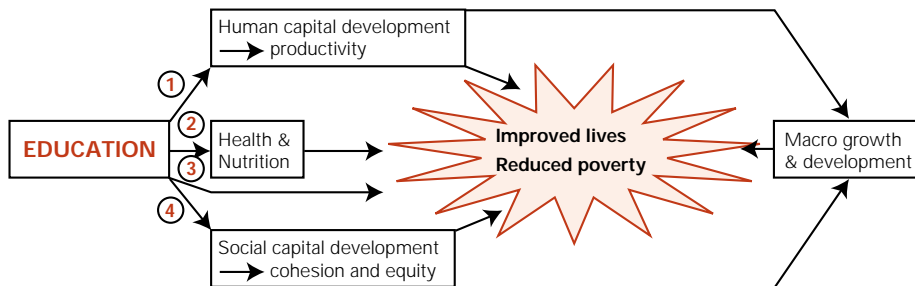 Human capital development
productivity
1
2
EDUCATION
Health &
Nutrition
3
4
Improved lives
Reduced poverty
Macro growth
& development
Social capital development
cohesion and equity